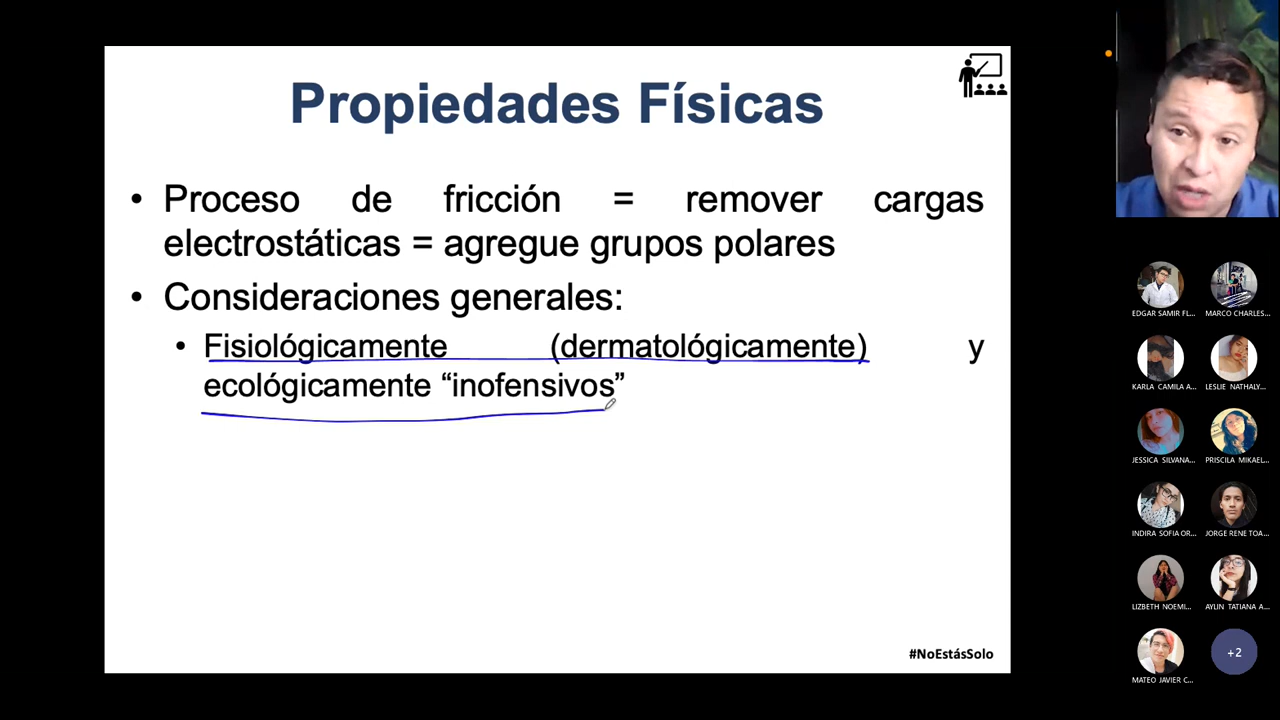 Propiedades Físicas
• Proceso de fricción = remover cargas
electrostáticas = agregue grupos polares
• Consideraciones generales:
• Fisiológicamente (dermatológicamente) y
ecológicamente “inofensivos”
#NoEstásSolo
EDGAR SAMIR FL...
MARCO CHARLES...
KARLA CAMILA A...
LESLIE NATHALY...
JESSICA SILVANA...
PRISCILA MIKAEL...
INDIRA SOFIA OR...
JORGE RENE TOA...
LIZBETH NOEMI...
AYLIN TATIANA A...
MATEO JAVIER C...
+2